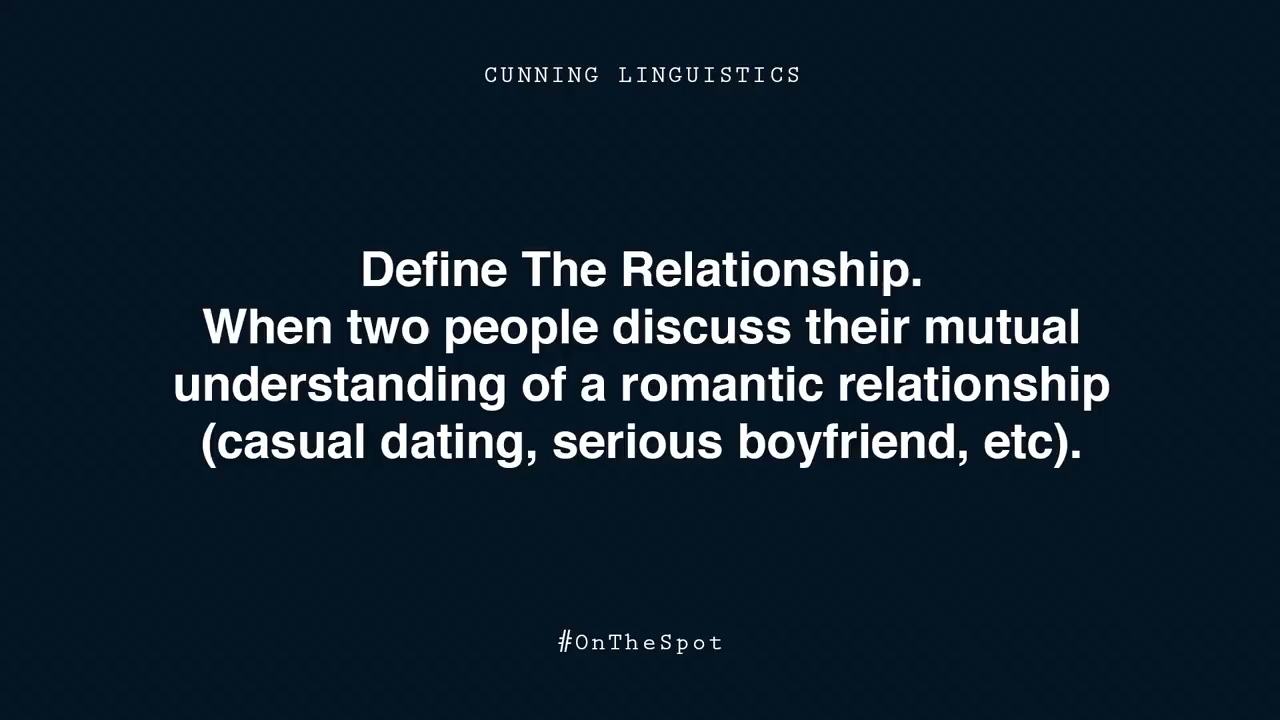 CUNNING LINGUISTICS
Define The Relationship.
When two people discuss their mutual
understanding of a romantic relationship
(casual dating, serious boyfriend, etc).
#OnTheSpot